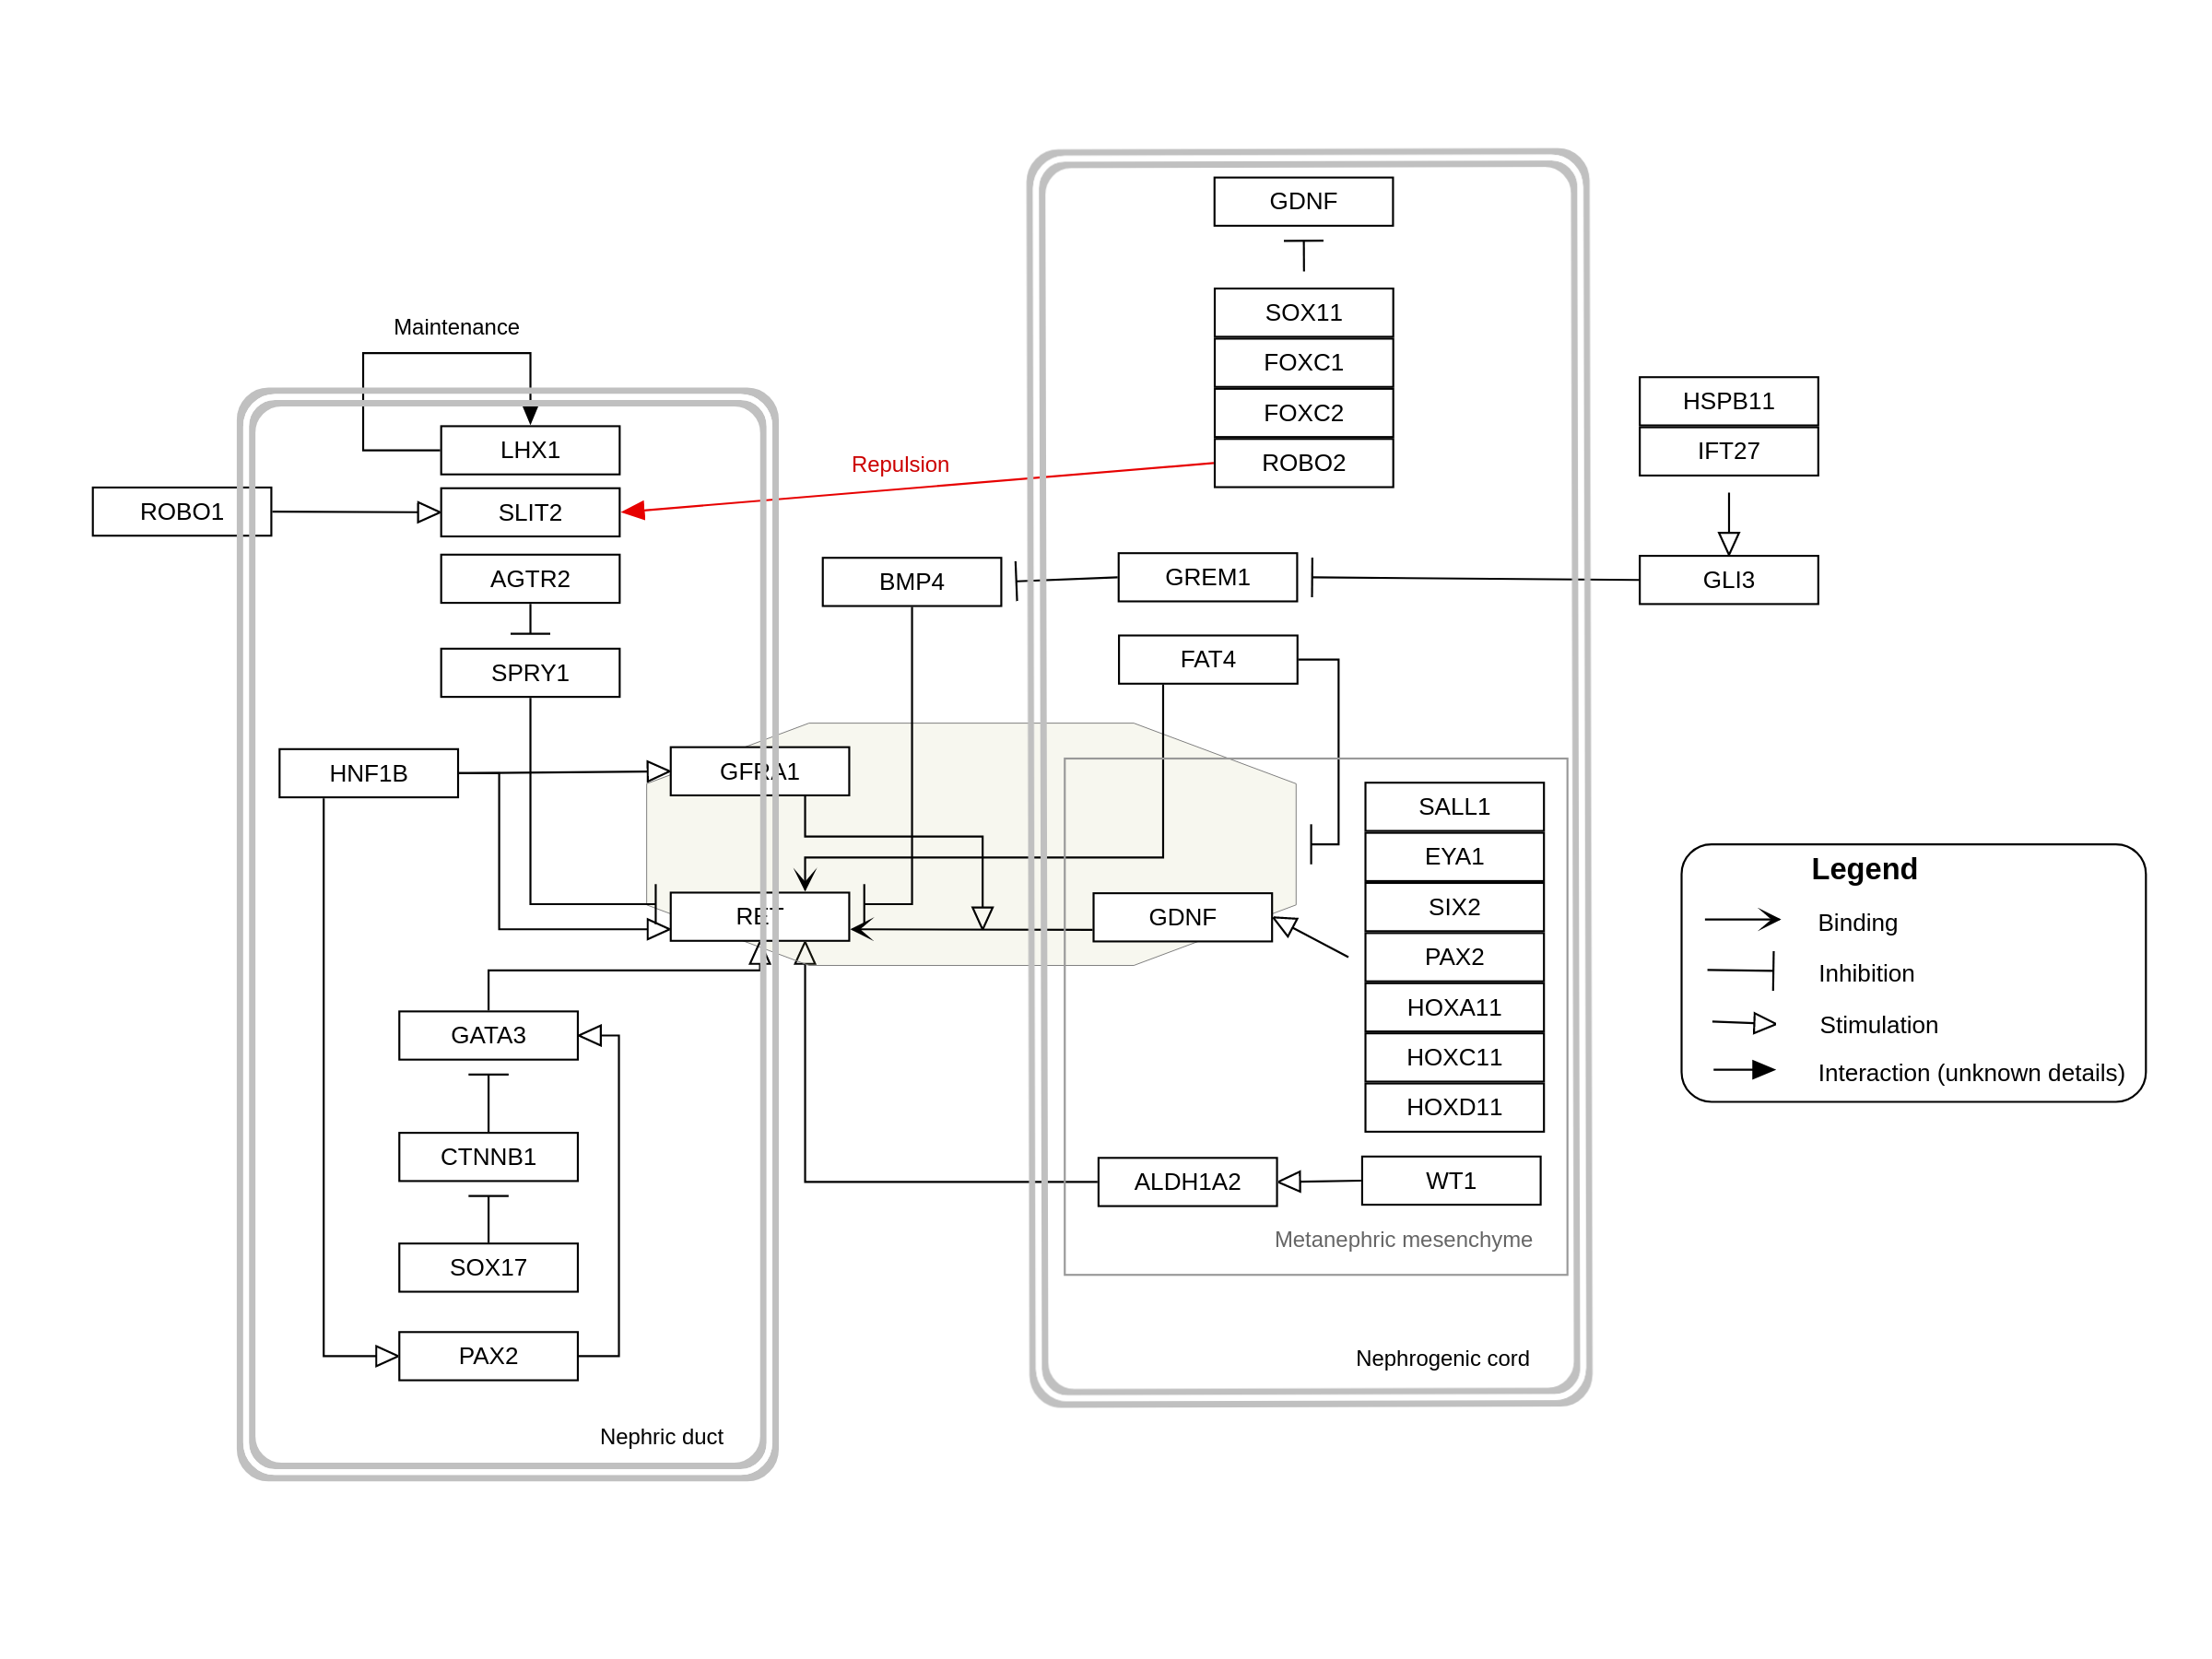 GDNF
SOX11
FOXC1
FOXC2
ROBO2
Maintenance
LHX1
Repulsion
ROBO1
SLIT2
AGTR2
SPRY1
BMP4
GREM1
FAT4
HSPB11
IFT27
GLI3
HNF1B
GFRA1
RET
GDNF
SALL1
EYA1
SIX2
PAX2
HOXA11
HOXC11
HOXD11
GATA3
CTNNB1
SOX17
PAX2
ALDH1A2
WT1
Metanephric mesenchyme
Nephrogenic cord
Nephric duct
Legend
Binding
Inhibition
Stimulation
Interaction (unknown details)